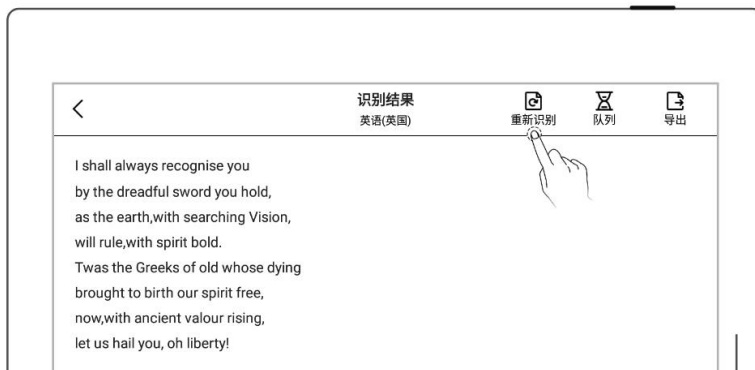 识别结果
英语(英国)
重新识别
队列
导出
I shall always recognise you
by the dreadful sword you hold,
as the earth,with searching Vision,
will rule,with spirit bold.
Twas the Greeks of old whose dying
brought to birth our spirit free,
now,with ancient valour rising,
let us hail you, oh liberty!